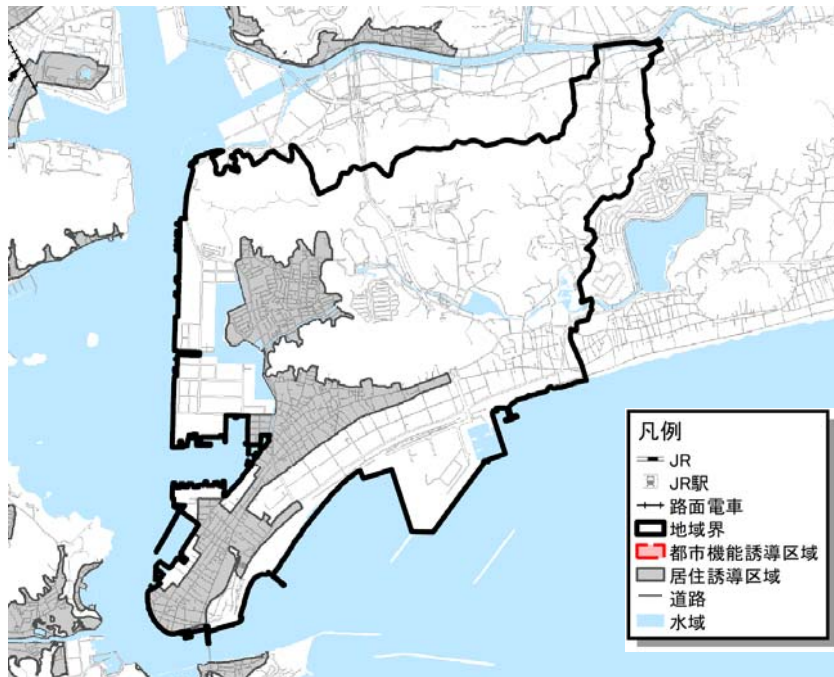 凡例
JR
JR駅
路面電車
地域界
都市機能誘導区域
居住誘導区域
道路
水域